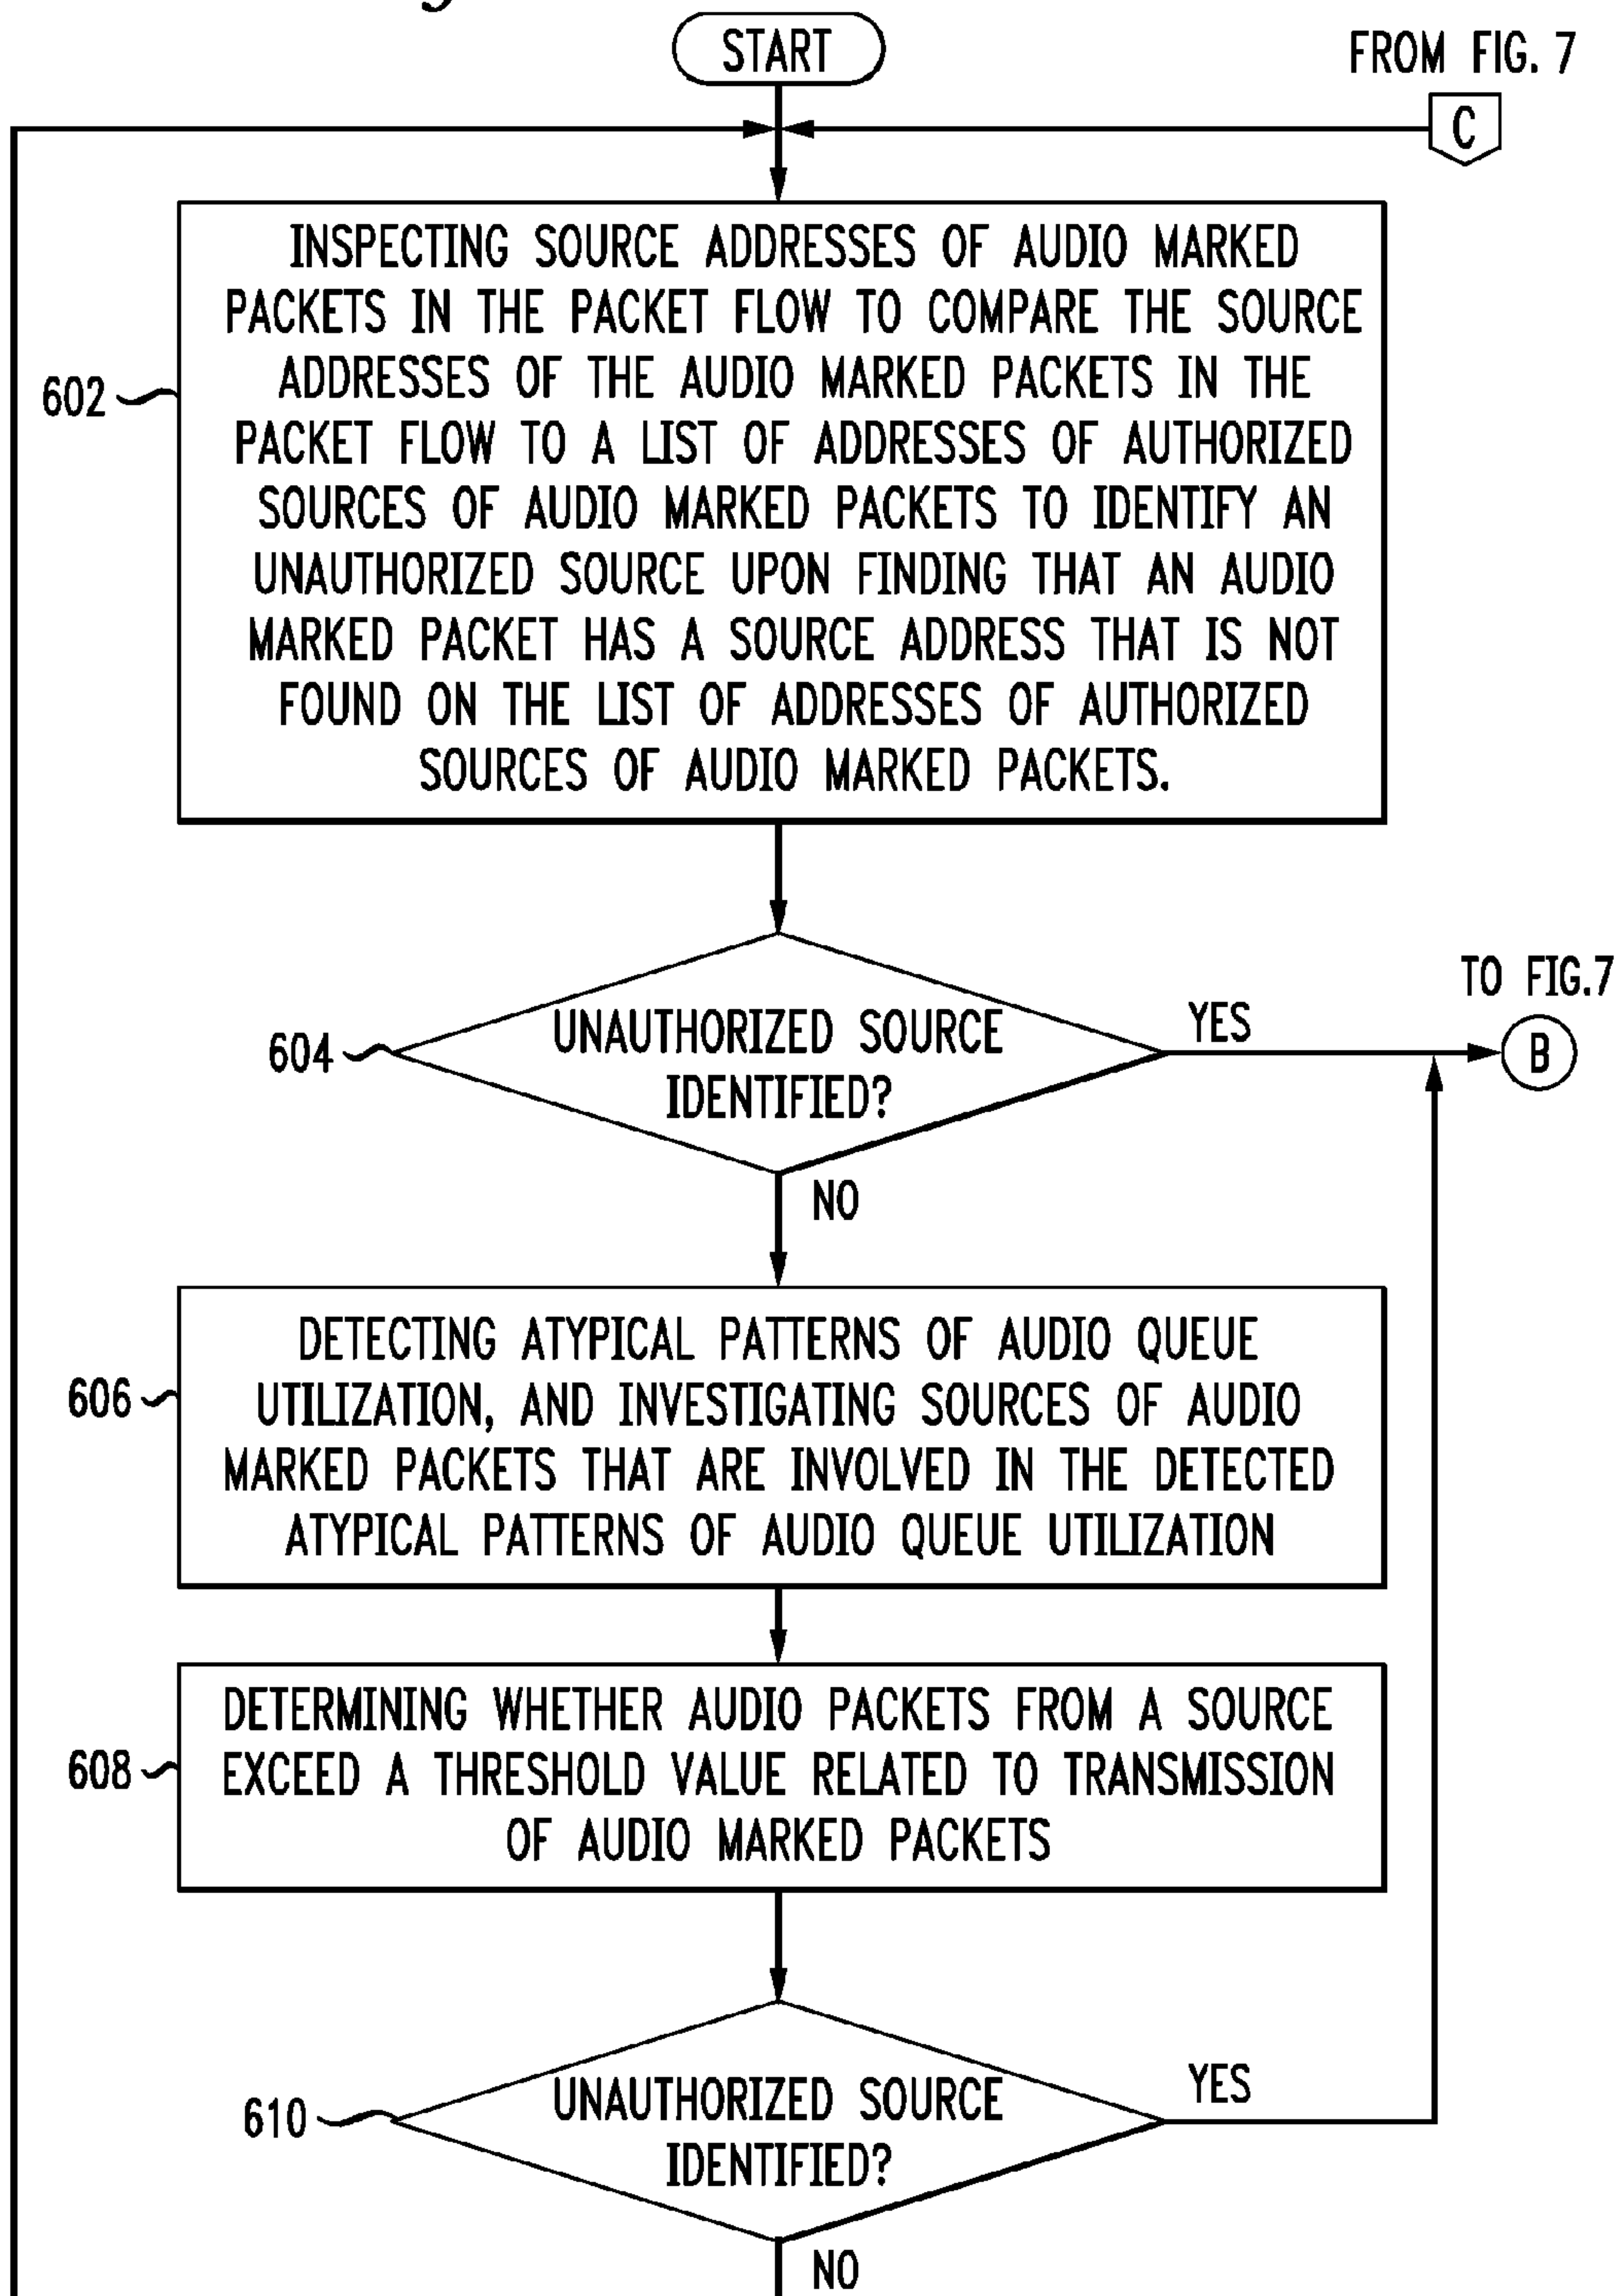 START
FROM FIG. 7
C
INSPECTING SOURCE ADDRESSES OF AUDIO MARKED
PACKETS IN THE PACKET FLOW TO COMPARE THE SOURCE
ADDRESSES OF THE AUDIO MARKED PACKETS IN THE
PACKET FLOW TO A LIST OF ADDRESSES OF AUTHORIZED
SOURCES OF AUDIO MARKED PACKETS TO IDENTIFY AN
UNAUTHORIZED SOURCE UPON FINDING THAT AN AUDIO
MARKED PACKET HAS A SOURCE ADDRESS THAT IS NOT
FOUND ON THE LIST OF ADDRESSES OF AUTHORIZED
SOURCES OF AUDIO MARKED PACKETS.
602
TO FIG.7
B
604
UNAUTHORIZED SOURCE
IDENTIFIED?
YES
NO
606
DETECTING ATYPICAL PATTERNS OF AUDIO QUEUE
UTILIZATION, AND INVESTIGATING SOURCES OF AUDIO
MARKED PACKETS THAT ARE INVOLVED IN THE DETECTED
ATYPICAL PATTERNS OF AUDIO QUEUE UTILIZATION
608
DETERMINING WHETHER AUDIO PACKETS FROM A SOURCE
EXCEED A THRESHOLD VALUE RELATED TO TRANSMISSION
OF AUDIO MARKED PACKETS
610
UNAUTHORIZED SOURCE
IDENTIFIED?
YES
NO